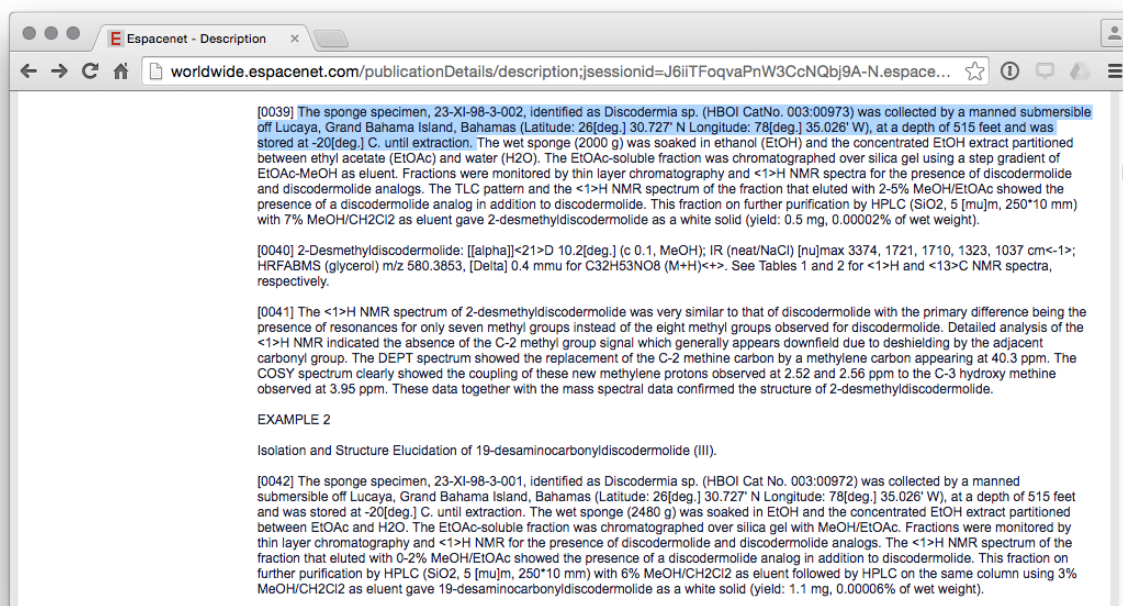 Espacenet - Description
worldwide.espacenet.com/publicationDetails/description;jsessionid=J6iiTFoqvaPnW3CcNQbj9A-N.espace...
[0039] The sponge specimen, 23-XI-98-3-002, identified as Discodermia sp. (HBOI CatNo. 003:00973) was collected by a manned submersible
off Lucaya, Grand Bahama Island, Bahamas (Latitude: 26[deg.] 30.727' N Longitude: 78[deg.] 35.026' W), at a depth of 515 feet and was
stored at -20[deg.] C. until extraction. The wet sponge (2000 g) was soaked in ethanol (EtOH) and the concentrated EtOH extract partitioned
between ethyl acetate (EtOAc) and water (H2O). The EtOAc-soluble fraction was chromatographed over silica gel using a step gradient of
EtOAc-MeOH as eluent. Fractions were monitored by thin layer chromatography and <1>H NMR spectra for the presence of discodermolide
and discodermolide analogs. The TLC pattern and the <1>H NMR spectrum of the fraction that eluted with 2-5% MeOH/EtOAc showed the
presence of a discodermolide analog in addition to discodermolide. This fraction on further purification by HPLC (SiO2, 5 [mu]m, 250*10 mm)
with 7% MeOH/CH2Cl2 as eluent gave 2-desmethyldiscodermolide as a white solid (yield: 0.5 mg, 0.00002% of wet weight).
[0040] 2-Desmethyldiscodermolide: [[alpha]]<21>D 10.2[deg.] (c 0.1, MeOH); IR (neat/NaCl) [nu]max 3374, 1721, 1710, 1323, 1037 cm<-1>;
HRFABMS (glycerol) m/z 580.3853, [Delta] 0.4 mmu for C32H53NO8 (M+H)<+>. See Tables 1 and 2 for <1>H and <13>C NMR spectra,
respectively.
[0041] The <1>H NMR spectrum of 2-desmethyldiscodermolide was very similar to that of discodermolide with the primary difference being the
presence of resonances for only seven methyl groups instead of the eight methyl groups observed for discodermolide. Detailed analysis of the
<1>H NMR indicated the absence of the C-2 methyl group signal which generally appears downfield due to deshielding by the adjacent
carbonyl group. The DEPT spectrum showed the replacement of the C-2 methine carbon by a methylene carbon appearing at 40.3 ppm. The
COSY spectrum clearly showed the coupling of these new methylene protons observed at 2.52 and 2.56 ppm to the C-3 hydroxy methine
observed at 3.95 ppm. These data together with the mass spectral data confirmed the structure of 2-desmethyldiscodermolide.
EXAMPLE 2
Isolation and Structure Elucidation of 19-desaminocarbonyldiscodermolide (III).
[0042] The sponge specimen, 23-XI-98-3-001, identified as Discodermia sp. (HBOI Cat No. 003:00972) was collected by a manned
submersible off Lucaya, Grand Bahama Island, Bahamas (Latitude: 26[deg.] 30.727' N Longitude: 78[deg.] 35.026' W), at a depth of 515 feet
and was stored at -20[deg.] C. until extraction. The wet sponge (2480 g) was soaked in EtOH and the concentrated EtOH extract partitioned
between EtOAc and H2O. The EtOAc-soluble fraction was chromatographed over silica gel with MeOH/EtOAc. Fractions were monitored by
thin layer chromatography and <1>H NMR for the presence of discodermolide and discodermolide analogs. The <1>H NMR spectrum of the
fraction that eluted with 0-2% MeOH/EtOAc showed the presence of a discodermolide analog in addition to discodermolide. This fraction on
further purification by HPLC (SiO2, 5 [mu]m, 250*10 mm) with 6% MeOH/CH2Cl2 as eluent followed by HPLC on the same column using 3%
MeOH/CH2Cl2 as eluent gave 19-desaminocarbonyldiscodermolide as a white solid (yield: 1.1 mg, 0.00006% of wet weight).